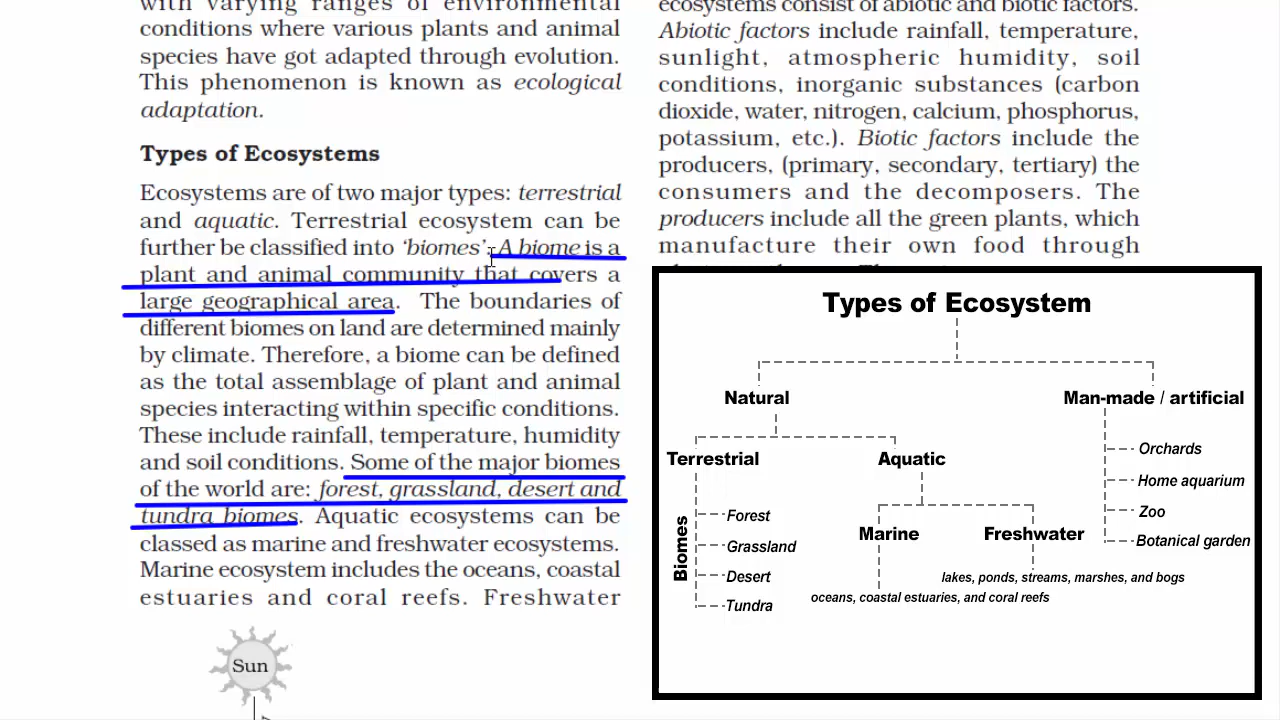 with varying ranges of environmental
conditions where various plants and animal
species have got adapted through evolution.
This phenomenon is known as ecological
adaptation.
Types of Ecosystems
Ecosystems are of two major types: terrestrial
and aquatic. Terrestrial ecosystem can be
further be classified into ‘biomes’. A biome is a
plant and animal community that covers a
large geographical area. The boundaries of
different biomes on land are determined mainly
by climate. Therefore, a biome can be defined
as the total assemblage of plant and animal
species interacting within specific conditions.
These include rainfall, temperature, humidity
and soil conditions. Some of the major biomes
of the world are: forest, grassland, desert and
tundra biomes. Aquatic ecosystems can be
classed as marine and freshwater ecosystems.
Marine ecosystem includes the oceans, coastal
estuaries and coral reefs. Freshwater
Sun
ecosystems consist of abiotic and biotic factors.
Abiotic factors include rainfall, temperature,
sunlight, atmospheric humidity, soil
conditions, inorganic substances (carbon
dioxide, water, nitrogen, calcium, phosphorus,
potassium, etc.). Biotic factors include the
producers, (primary, secondary, tertiary) the
consumers and the decomposers. The
producers include all the green plants, which
manufacture their own food through
Types of Ecosystem
Natural
Man-made / artificial
Terrestrial
Aquatic
Orchards
Home aquarium
Zoo
Botanical garden
Biomes
Forest
Grassland
Desert
Tundra
Marine
Freshwater
lakes, ponds, streams, marshes, and bogs
oceans, coastal estuaries, and coral reefs